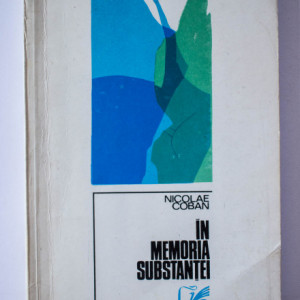 NICOLAE
COBAN
ÎN
MEMORIA
SUBSTANȚEI